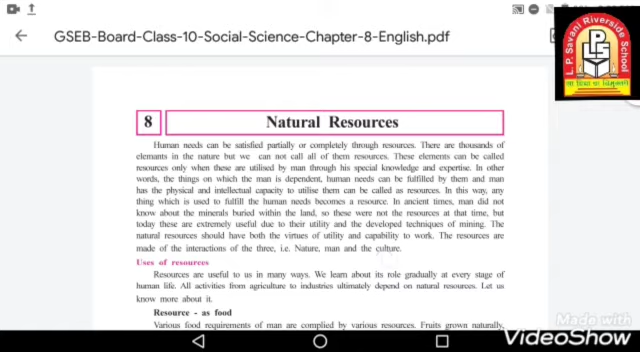 GSEB-Board-Class-10-Social-Science-Chapter-8-English.pdf
L. P. Savani Riverside School
LPS
8 Natural Resources
Human needs can be satisfied partially or completely through resources. There are thousands of
elemants in the nature but we can not call all of them resources. These elements can be called
resources only when these are utilised by man through his special knowledge and expertise. In other
words, the things on which the man is dependent, human needs can be fulfilled by them and man
has the physical and intellectual capacity to utilise them can be called as resources. In this way, any
thing which is used to fulfill the human needs becomes a resource. In ancient times, man did not
know about the minerals buried within the land, so these were not the resources at that time, but
today these are extremely useful due to their utility and the developed techniques of mining. The
natural resources should have both the virtues of utility and capability to work. The resources are
made of the interactions of the three, i.e. Nature, man and the culture.
Uses of resources
Resources are useful to us in many ways. We learn about its role gradually at every stage of
human life. All activities from agriculture to industries ultimately depend on natural resources. Let us
know more about it.
Resource - as food
Various food requirements of man are complied by various resources. Fruits grown naturally,
Made with
VideoShow